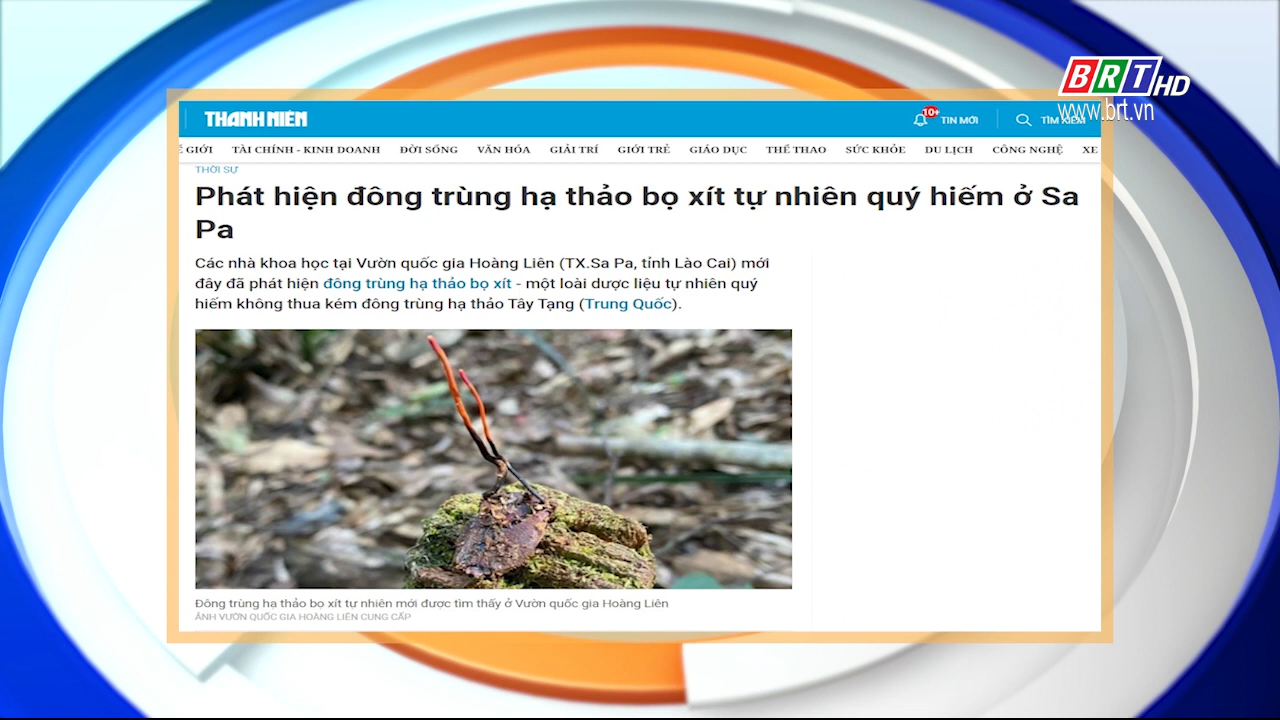 BRT HD
www.brt.vn
THANH NIÊN
10+
TIN MỚI
TÌM KIẾM
Ế GIỚI TÀI CHÍNH - KINH DOANH ĐỜI SỐNG VĂN HÓA GIẢI TRÍ GIỚI TRẺ GIÁO DỤC THỂ THAO SỨC KHỎE DU LỊCH CÔNG NGHỆ XE
THỜI SỰ
Phát hiện đông trùng hạ thảo bọ xít tự nhiên quý hiếm ở Sa
Pa
Các nhà khoa học tại Vườn quốc gia Hoàng Liên (TX.Sa Pa, tỉnh Lào Cai) mới
đây đã phát hiện đông trùng hạ thảo bọ xít - một loài dược liệu tự nhiên quý
hiếm không thua kém đông trùng hạ thảo Tây Tạng (Trung Quốc).
Đông trùng hạ thảo bọ xít tự nhiên mới được tìm thấy ở Vườn quốc gia Hoàng Liên
ẢNH VƯỜN QUỐC GIA HOÀNG LIÊN CUNG CẤP